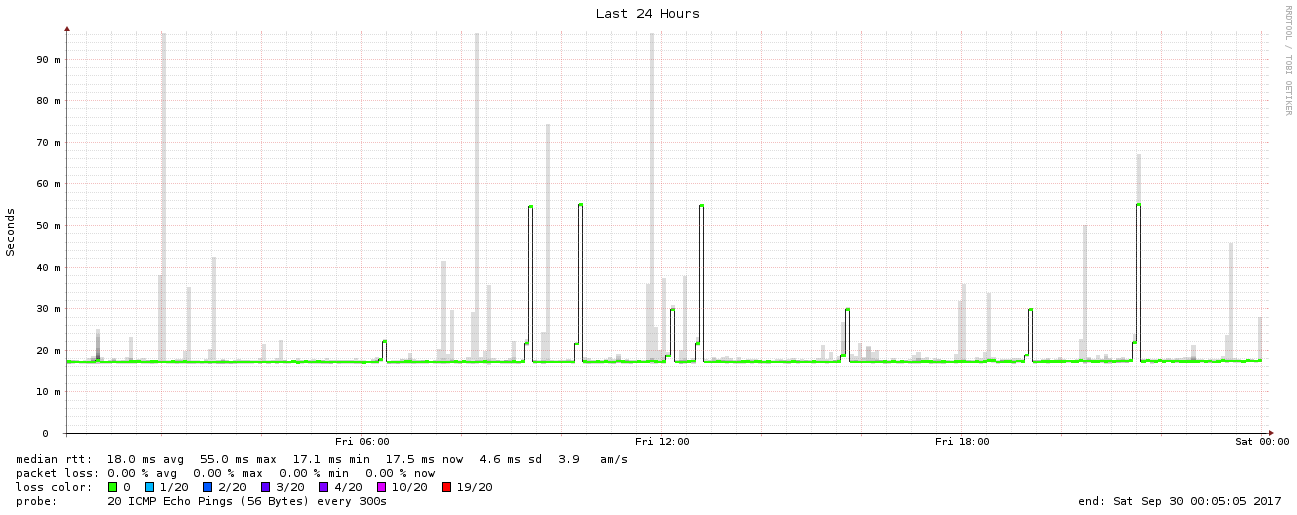 Last 24 Hours
RRDTOOL / TOBI OETIKER
Seconds
90 m
80 m
70 m
60 m
50 m
40 m
30 m
20 m
10 m
0
Fri 06:00 Fri 12:00 Fri 18:00 Sat 00:00
median rtt: 18.0 ms avg 55.0 ms max 17.1 ms min 17.5 ms now 4.6 ms sd 3.9 am/s
packet loss: 0.00 % avg 0.00 % max 0.00 % min 0.00 % now
loss color: 0 1/20 2/20 3/20 4/20 10/20 19/20
probe: 20 ICMP Echo Pings (56 Bytes) every 300s end: Sat Sep 30 00:05:05 2017